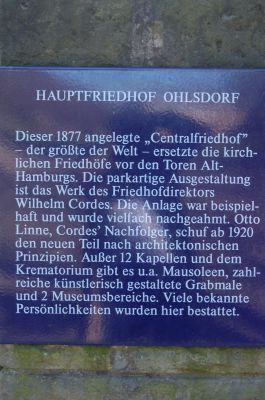 HAUPTFRIEDHOF OHLSDORF
Dieser 1877 angelegte „Centralfriedhof”
– der größte der Welt – ersetzte die kirch-
lichen Friedhöfe vor den Toren Alt-
Hamburgs. Die parkartige Ausgestaltung
ist das Werk des Friedhofdirektors
Wilhelm Cordes. Die Anlage war beispiel-
haft und wurde vielfach nachgeahmt. Otto
Linne, Cordes’ Nachfolger, schuf ab 1920
den neuen Teil nach architektonischen
Prinzipien. Außer 12 Kapellen und dem
Krematorium gibt es u.a. Mausoleen, zahl-
reiche künstlerisch gestaltete Grabmale
und 2 Museumsbereiche. Viele bekannte
Persönlichkeiten wurden hier bestattet.